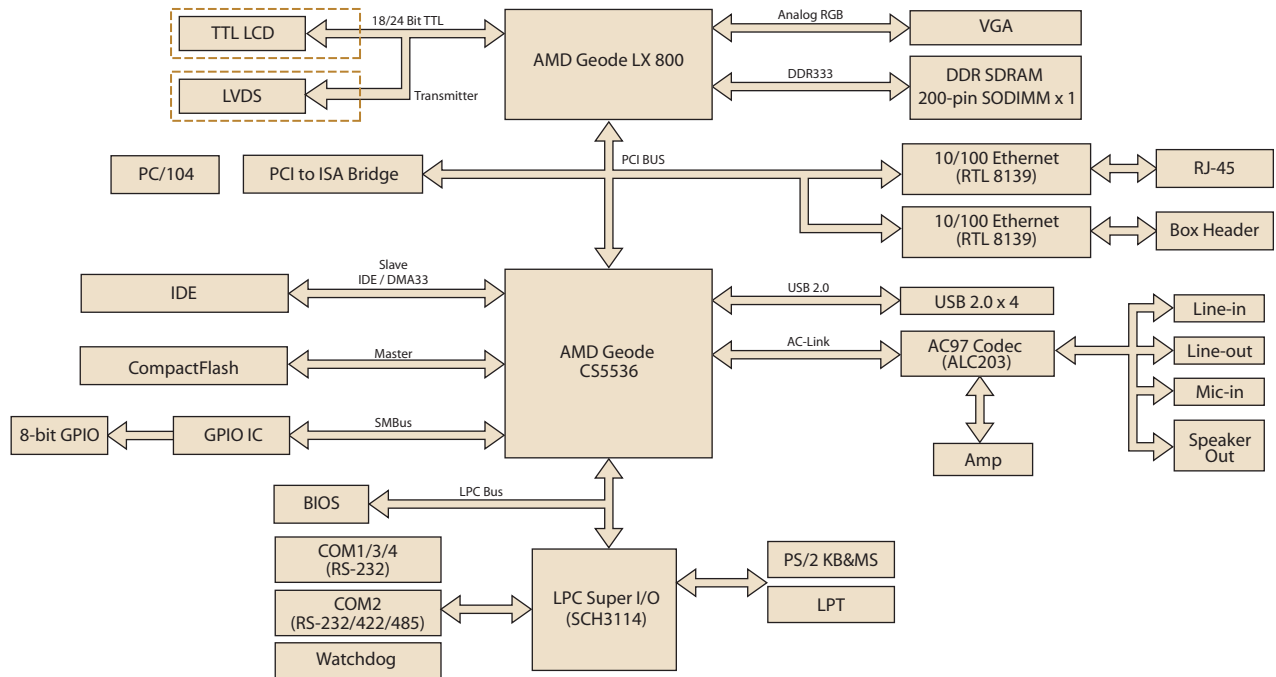 TTL LCD
18/24 Bit TTL
AMD Geode LX 800
Analog RGB
VGA
LVDS
Transmitter
DDR333
DDR SDRAM
200-pin SODIMM x 1
PC/104
PCI to ISA Bridge
PCI BUS
10/100 Ethernet
(RTL 8139)
RJ-45
10/100 Ethernet
(RTL 8139)
Box Header
IDE
Slave
IDE / DMA33
AMD Geode
CS5536
USB 2.0
USB 2.0 x 4
Line-in
CompactFlash
Master
AC-Link
AC97 Codec
(ALC203)
Line-out
Mic-in
8-bit GPIO
GPIO IC
SMBus
Amp
Speaker
Out
BIOS
LPC Bus
COM1/3/4
(RS-232)
COM2
(RS-232/422/485)
Watchdog
LPC Super I/O
(SCH3114)
PS/2 KB&MS
LPT